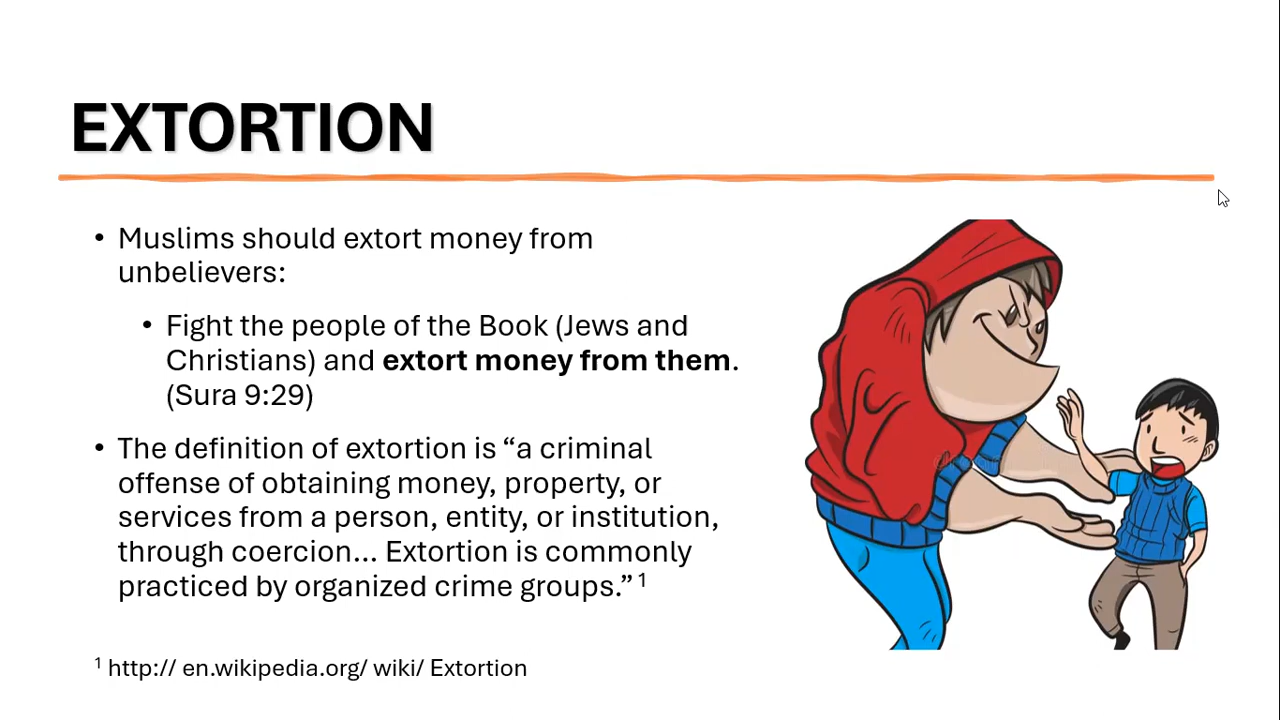 EXTORTION
• Muslims should extort money from
unbelievers:
• Fight the people of the Book (Jews and
Christians) and extort money from them.
(Sura 9:29)
• The definition of extortion is “a criminal
offense of obtaining money, property, or
services from a person, entity, or institution,
through coercion... Extortion is commonly
practiced by organized crime groups.” 1
1 http:// en.wikipedia.org/ wiki/ Extortion